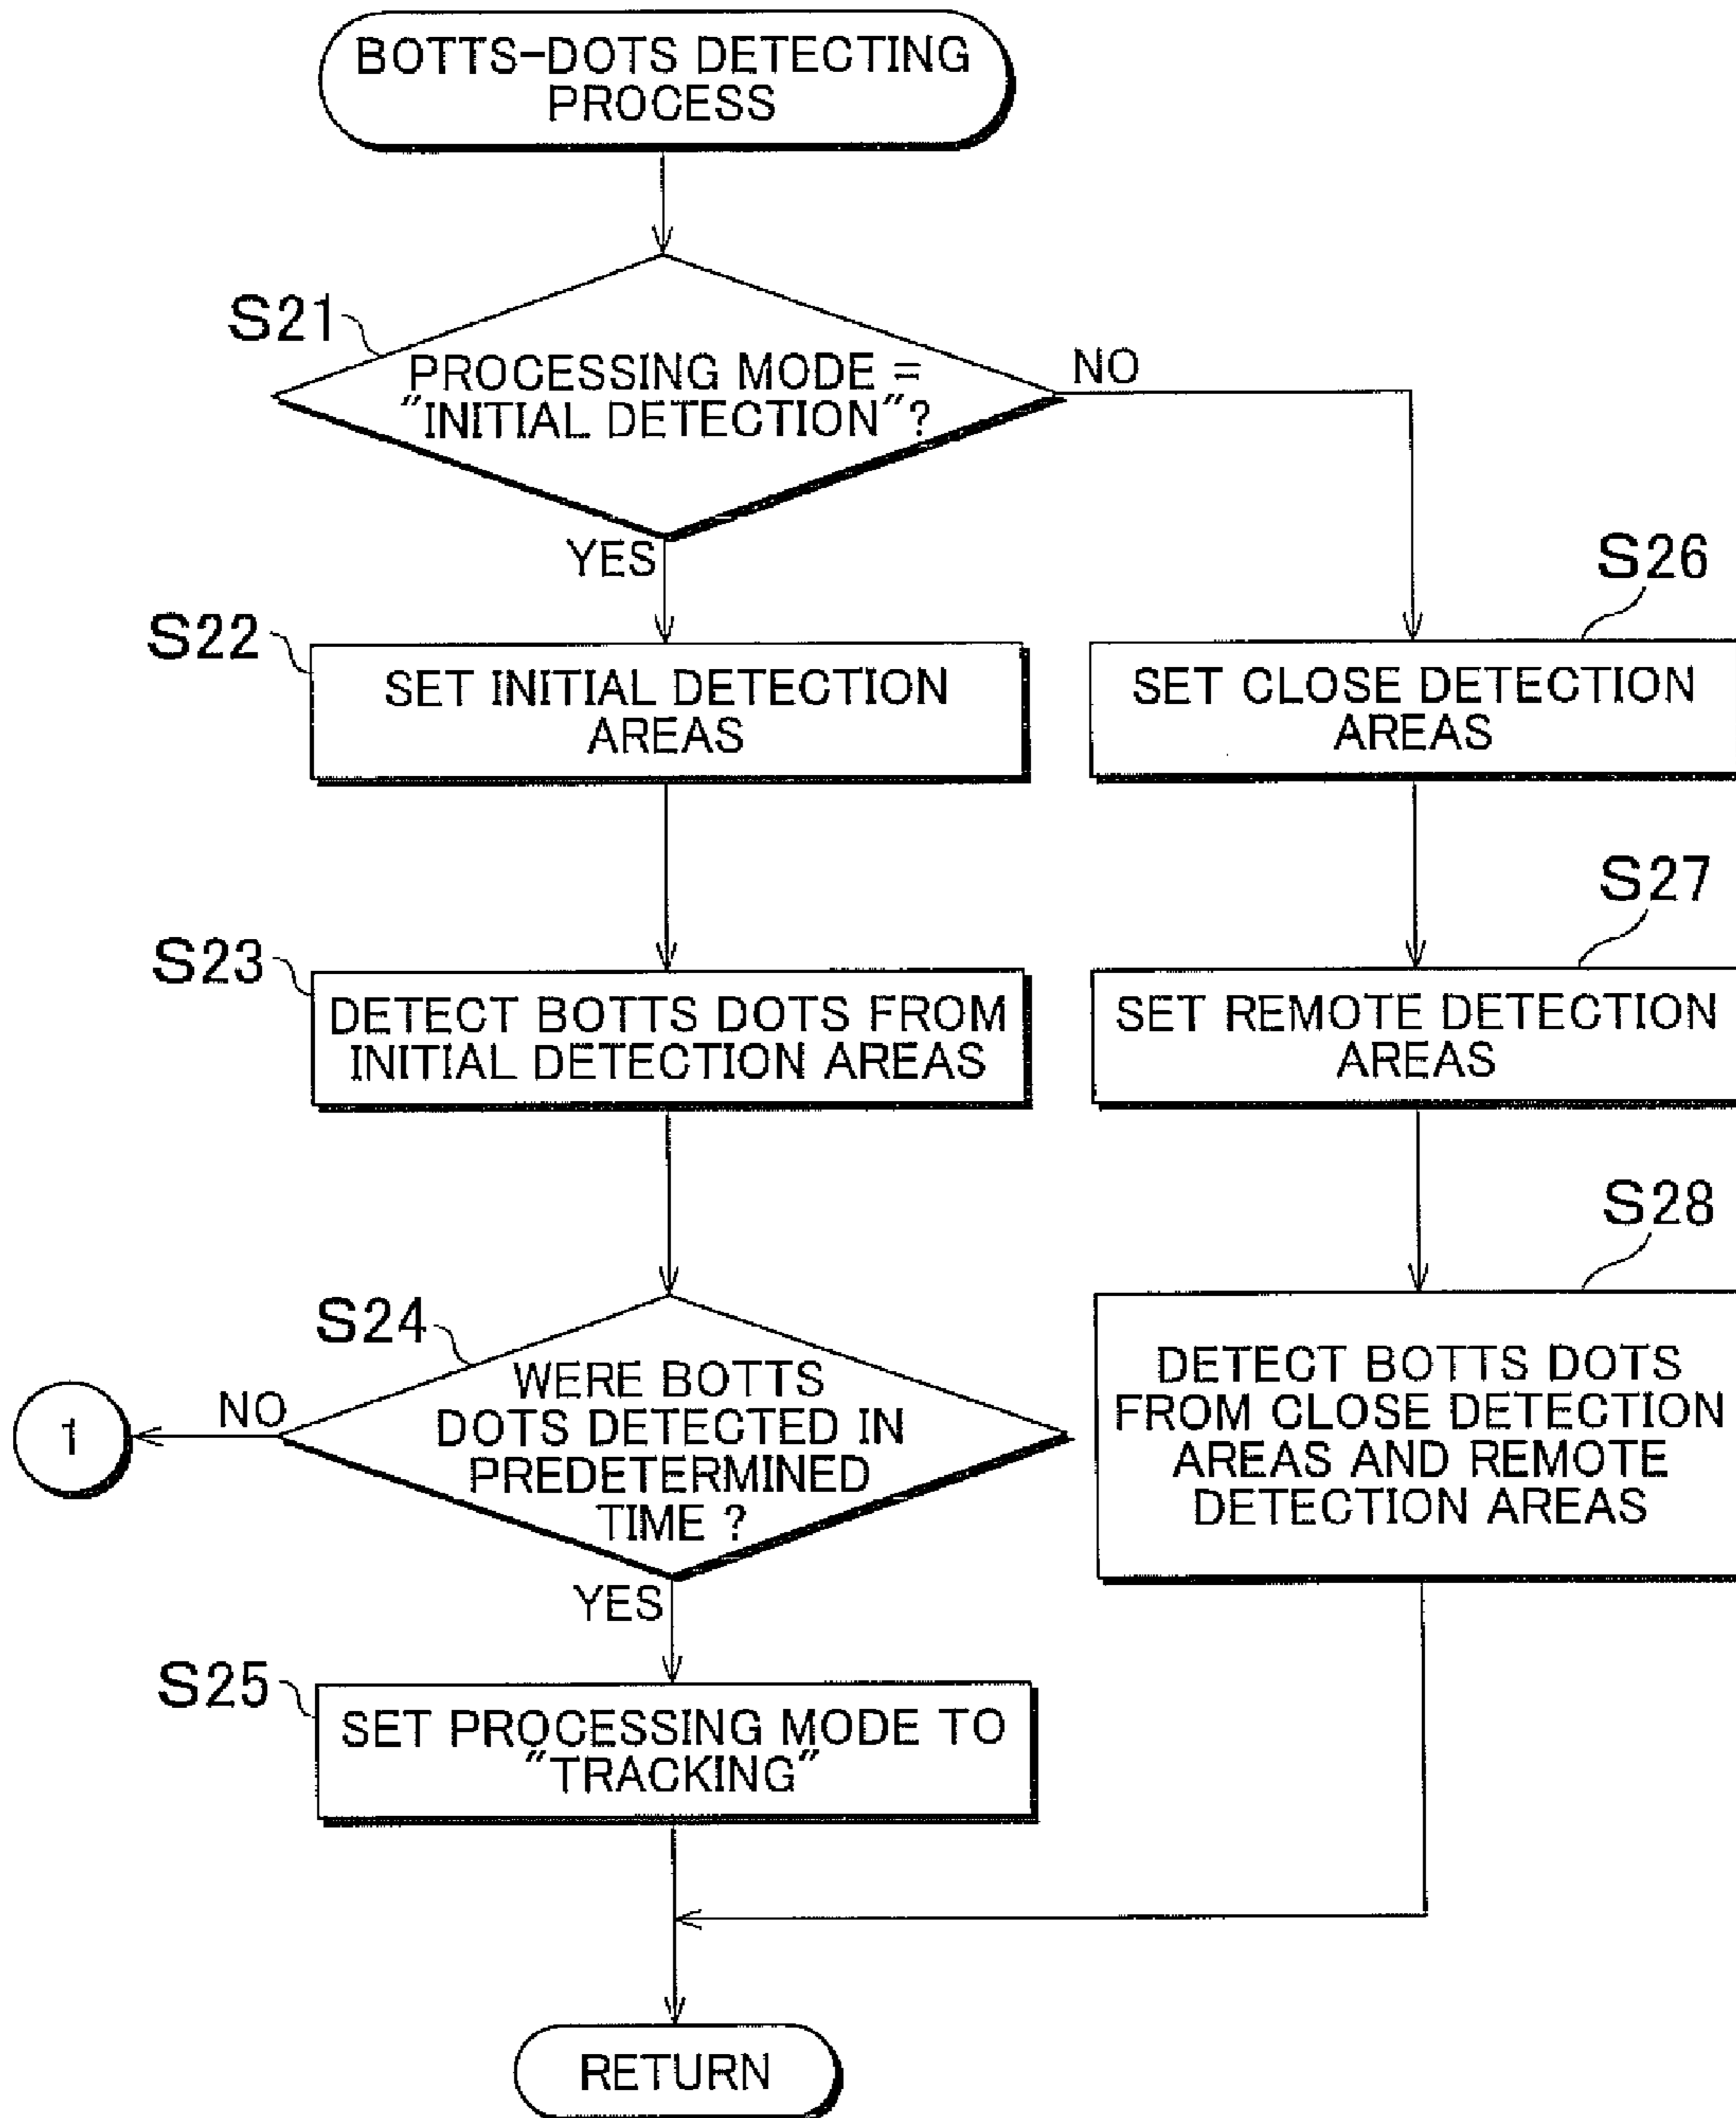 BOTTS-DOTS DETECTING
PROCESS
S21
PROCESSING MODE =
"INITIAL DETECTION"?
NO
YES
S22
SET INITIAL DETECTION
AREAS
S23
DETECT BOTTS DOTS FROM
INITIAL DETECTION AREAS
S24
WERE BOTTS
DOTS DETECTED IN
PREDETERMINED
TIME ?
NO
1
YES
S25
SET PROCESSING MODE TO
"TRACKING"
S26
SET CLOSE DETECTION
AREAS
S27
SET REMOTE DETECTION
AREAS
S28
DETECT BOTTS DOTS
FROM CLOSE DETECTION
AREAS AND REMOTE
DETECTION AREAS
RETURN